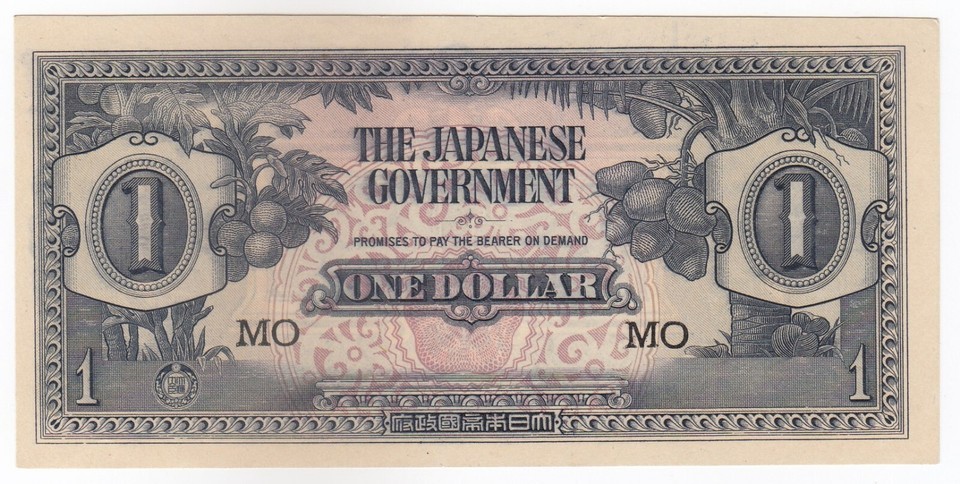 THE JAPANESE
GOVERNMENT
1 1
PROMISES TO PAY THE BEARER ON DEMAND
ONE DOLLAR
MO MO
1 1
大日本帝國政府